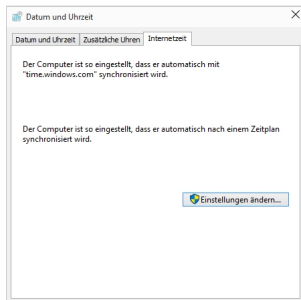 Datum und Uhrzeit
Datum und Uhrzeit Zusätzliche Uhren Internetzeit
Der Computer ist so eingestellt, dass er automatisch mit
"time.windows.com" synchronisiert wird.
Der Computer ist so eingestellt, dass er automatisch nach einem Zeitplan
synchronisiert wird.
Einstellungen ändern...